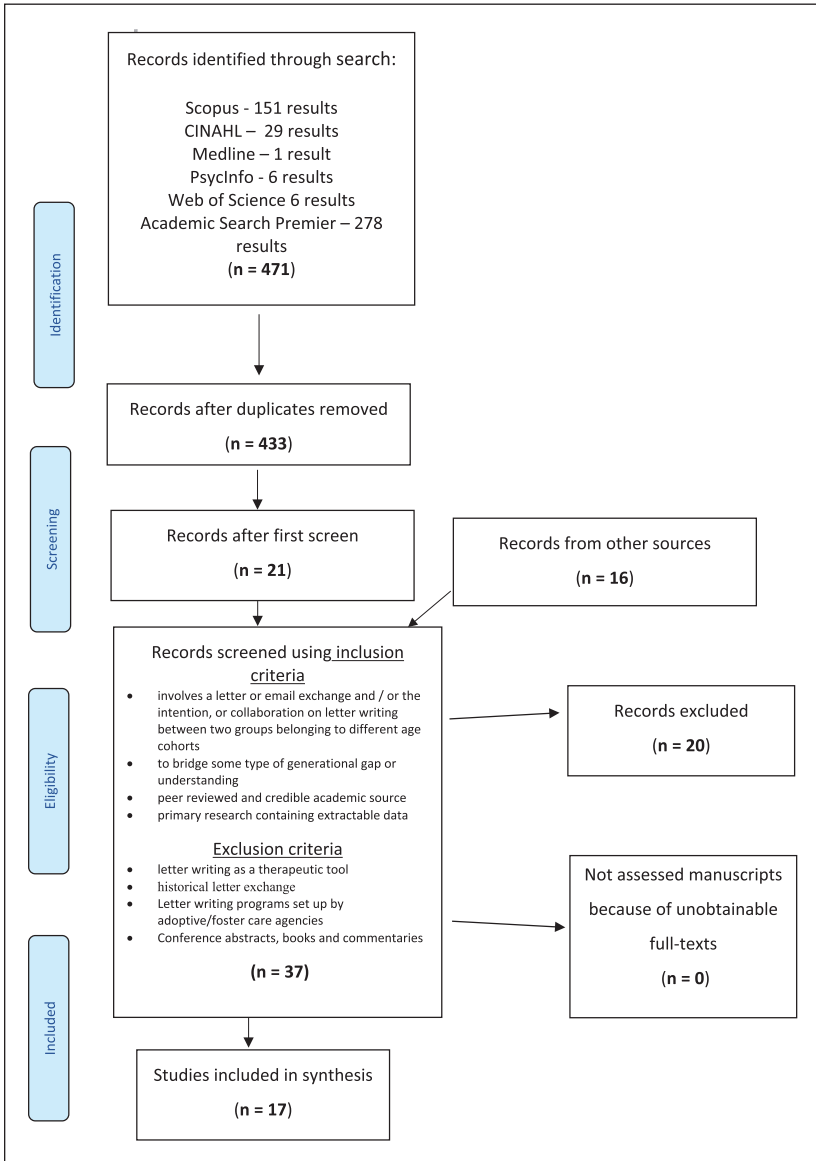 Records identified through search:
Scopus - 151 results
CINAHL – 29 results
Medline – 1 result
PsycInfo - 6 results
Web of Science 6 results
Academic Search Premier – 278
results
(n = 471)
Identification
Records after duplicates removed
(n = 433)
Screening
Records after first screen
(n = 21)
Records from other sources
(n = 16)
Eligibility
Records screened using inclusion
criteria
• involves a letter or email exchange and / or the
intention, or collaboration on letter writing
between two groups belonging to different age
cohorts
• to bridge some type of generational gap or
understanding
• peer reviewed and credible academic source
• primary research containing extractable data
Exclusion criteria
• letter writing as a therapeutic tool
• historical letter exchange
• Letter writing programs set up by
adoptive/foster care agencies
• Conference abstracts, books and commentaries
(n = 37)
Records excluded
(n = 20)
Not assessed manuscripts
because of unobtainable
full-texts
(n = 0)
Included
Studies included in synthesis
(n = 17)